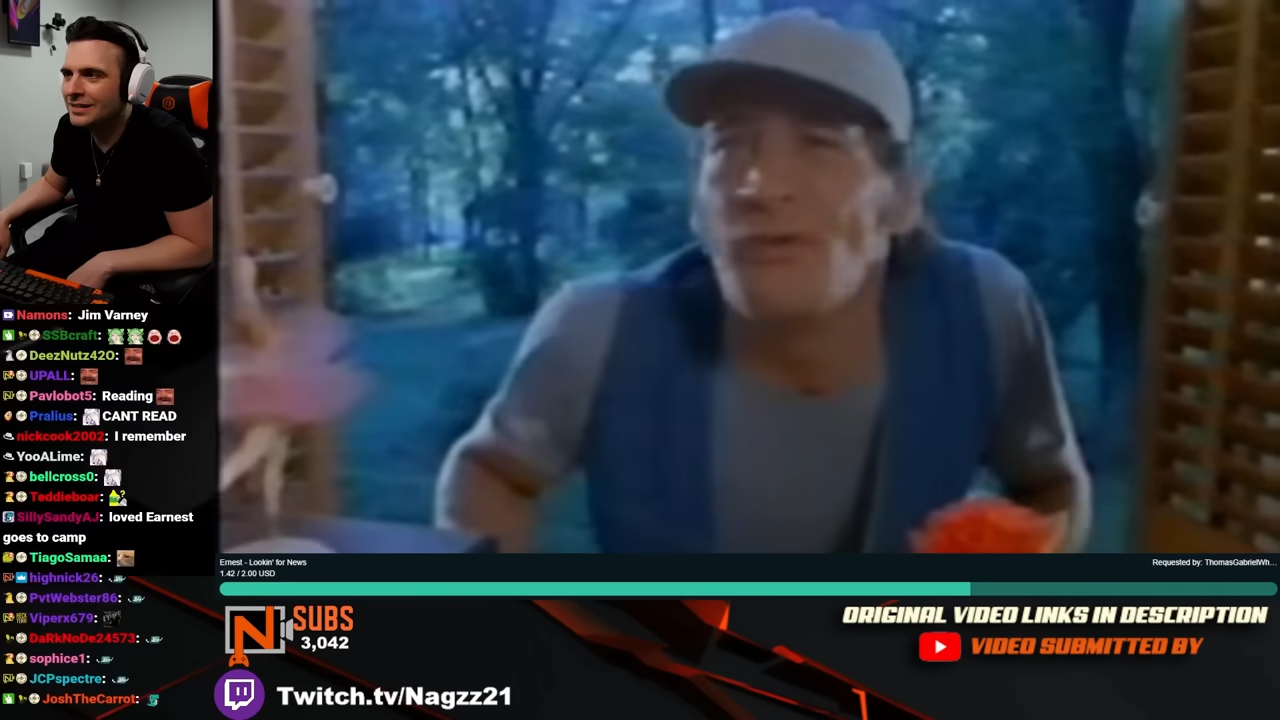 Namons: Jim Varney
SSBcraft:
DeezNutz420:
UPALL:
Pavlobot5: Reading
Pralius: CANT READ
nickcook2002: I remember
YooALime:
bellcross0:
Teddieboar:
SillySandyAJ: loved Earnest
goes to camp
TiagoSamaa:
highnick26:
PvtWebster86:
Viperx679:
DaRkNoDe24573:
sophice1:
JCPspectre:
JoshTheCarrot:
Ernest - Lookin' for News
Requested by: ThomasGabrielWh...
1.42 / 2.00 USD
N SUBS
3,042
Twitch.tv/Nagzz21
ORIGINAL VIDEO LINKS IN DESCRIPTION
VIDEO SUBMITTED BY